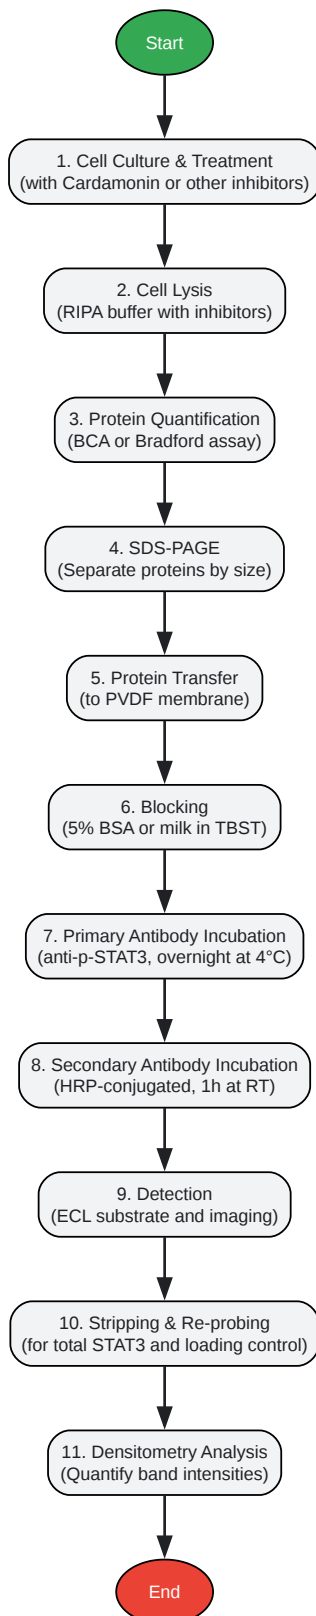 Start
1. Cell Culture & Treatment
(with Cardamonin or other inhibitors)
2. Cell Lysis
(RIPA buffer with inhibitors)
3. Protein Quantification
(BCA or Bradford assay)
4. SDS-PAGE
(Separate proteins by size)
5. Protein Transfer
(to PVDF membrane)
6. Blocking
(5% BSA or milk in TBST)
7. Primary Antibody Incubation
(anti-p-STAT3, overnight at 4°C)
8. Secondary Antibody Incubation
(HRP-conjugated, 1h at RT)
9. Detection
(ECL substrate and imaging)
10. Stripping & Re-probing
(for total STAT3 and loading control)
11. Densitometry Analysis
(Quantify band intensities)
End